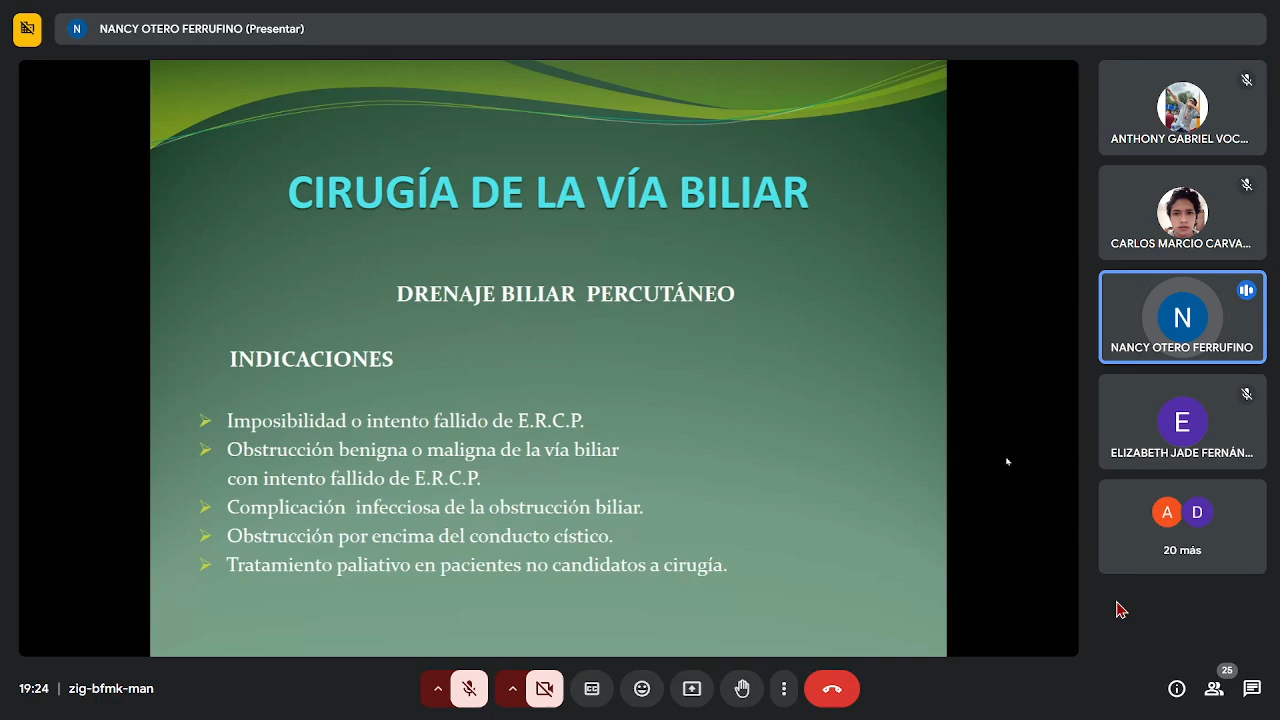 N NANCY OTERO FERRUFINO (Presentar)
CIRUGÍA DE LA VÍA BILIAR
DRENAJE BILIAR PERCUTÁNEO
INDICACIONES
Imposibilidad o intento fallido de E.R.C.P.
Obstrucción benigna o maligna de la vía biliar
con intento fallido de E.R.C.P.
Complicación infecciosa de la obstrucción biliar.
Obstrucción por encima del conducto cístico.
Tratamiento paliativo en pacientes no candidatos a cirugía.
ANTHONY GABRIEL VOC...
CARLOS MARCIO CARVA...
N
NANCY OTERO FERRUFINO
E
ELIZABETH JADE FERNÁN...
A D
20 más
19:24 | zig-bfmk-man
25